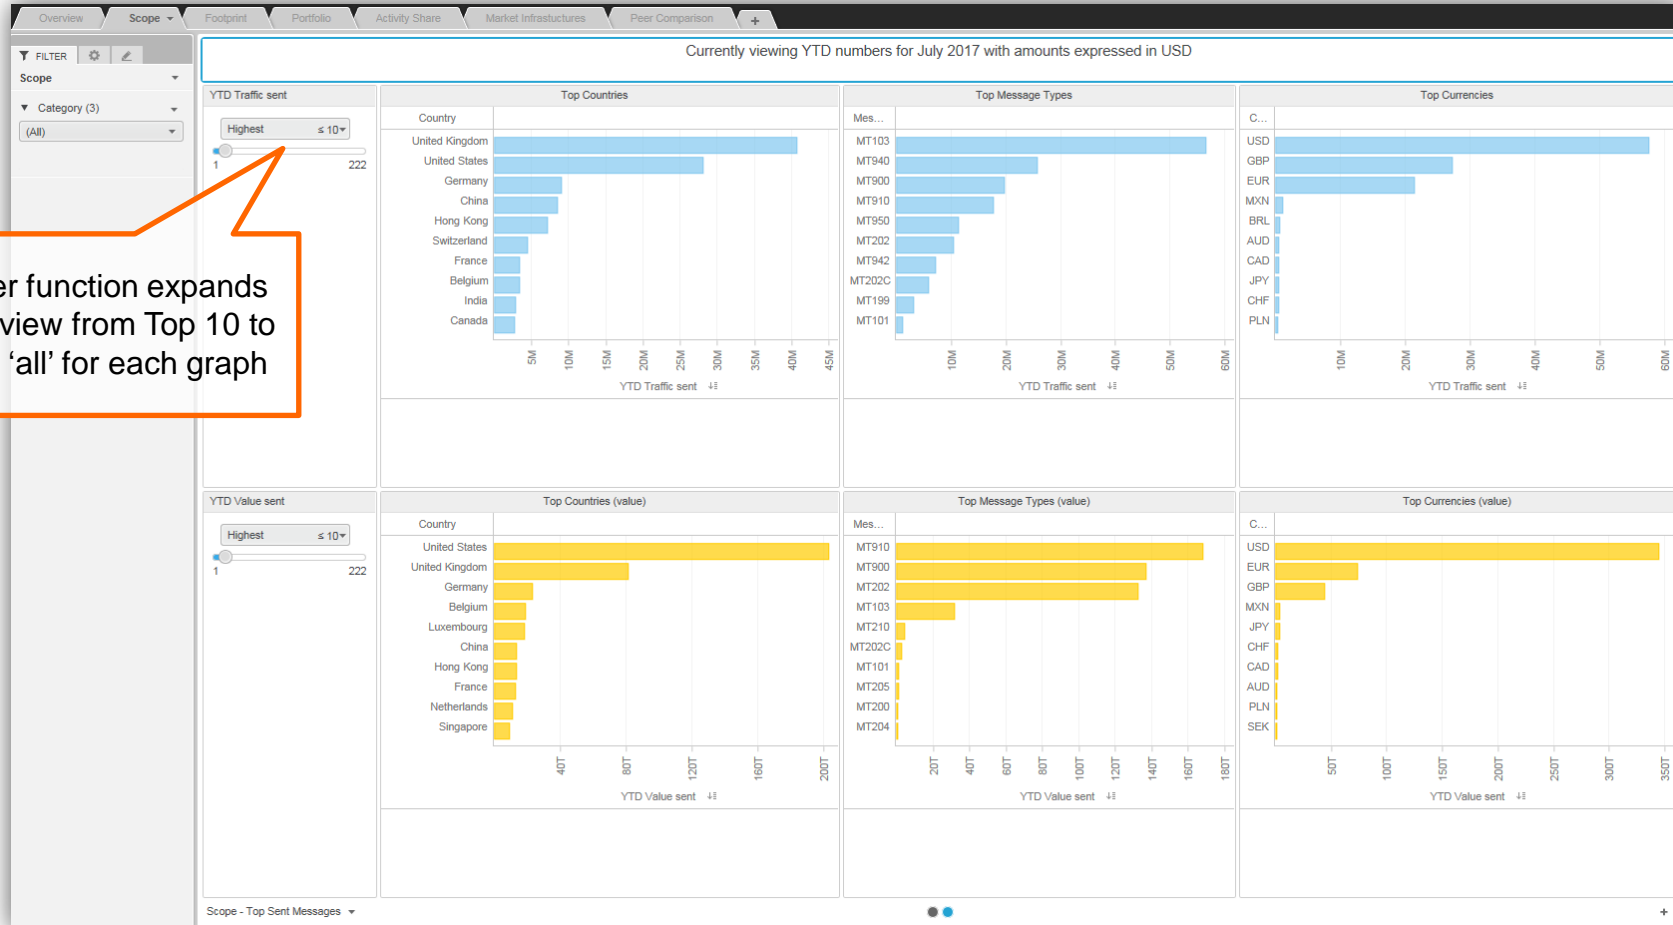 Overview Scope Footprint Portfolio Activity Share Market Infrastuctures Peer Comparison +
FILTER
Scope
Category (3)
(All)
Currently viewing YTD numbers for July 2017 with amounts expressed in USD
YTD Traffic sent
Highest ≤ 10
1 222
function expands
view from Top 10 to
‘all’ for each graph
Top Countries
Country
United Kingdom
United States
Germany
China
Hong Kong
Switzerland
France
Belgium
India
Canada
5M 10M 15M 20M 25M 30M 35M 40M 45M
YTD Traffic sent
Top Message Types
Mes...
MT103
MT940
MT900
MT910
MT950
MT202
MT942
MT202C
MT199
MT101
10M 20M 30M 40M 50M 60M
YTD Traffic sent
Top Currencies
C...
USD
GBP
EUR
MXN
BRL
AUD
CAD
JPY
CHF
PLN
10M 20M 30M 40M 50M 60M
YTD Traffic sent
YTD Value sent
Highest ≤ 10
1 222
Top Countries (value)
Country
United States
United Kingdom
Germany
Belgium
Luxembourg
China
Hong Kong
France
Netherlands
Singapore
40T 80T 120T 160T 200T
YTD Value sent
Top Message Types (value)
Mes...
MT910
MT900
MT202
MT103
MT210
MT202C
MT101
MT205
MT200
MT204
20T 40T 60T 80T 100T 120T 140T 160T 180T
YTD Value sent
Top Currencies (value)
C...
USD
EUR
GBP
MXN
JPY
CHF
CAD
AUD
PLN
SEK
50T 100T 150T 200T 250T 300T 350T
YTD Value sent
Scope - Top Sent Messages
+